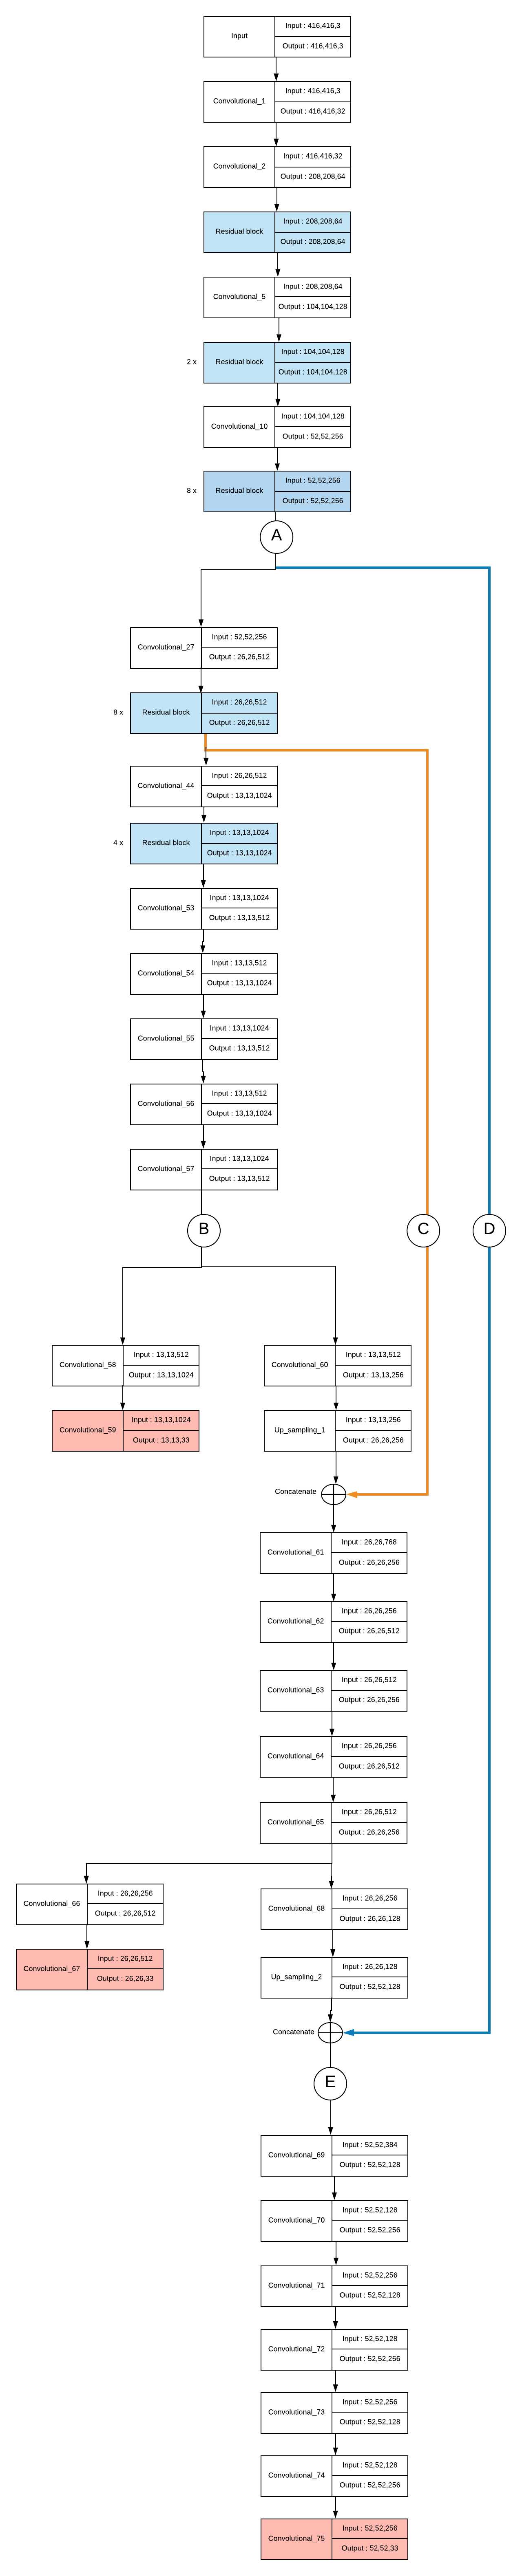 Input
Input : 416,416,3
Output : 416,416,3
Convolutional_1
Input : 416,416,3
Output : 416,416,32
Convolutional_2
Input : 416,416,32
Output : 208,208,64
Residual block
Input : 208,208,64
Output : 208,208,64
Convolutional_5
Input : 208,208,64
Output : 104,104,128
2 x
Residual block
Input : 104,104,128
Output : 104,104,128
Convolutional_10
Input : 104,104,128
Output : 52,52,256
8 x
Residual block
Input : 52,52,256
Output : 52,52,256
A
Convolutional_27
Input : 52,52,256
Output : 26,26,512
8 x
Residual block
Input : 26,26,512
Output : 26,26,512
Convolutional_44
Input : 26,26,512
Output : 13,13,1024
4 x
Residual block
Input : 13,13,1024
Output : 13,13,1024
Convolutional_53
Input : 13,13,1024
Output : 13,13,512
Convolutional_54
Input : 13,13,512
Output : 13,13,1024
Convolutional_55
Input : 13,13,1024
Output : 13,13,512
Convolutional_56
Input : 13,13,512
Output : 13,13,1024
Convolutional_57
Input : 13,13,1024
Output : 13,13,512
B
C
D
Convolutional_58
Input : 13,13,512
Output : 13,13,1024
Convolutional_60
Input : 13,13,512
Output : 13,13,256
Convolutional_59
Input : 13,13,1024
Output : 13,13,33
Up_sampling_1
Input : 13,13,256
Output : 26,26,256
Concatenate
Convolutional_61
Input : 26,26,768
Output : 26,26,256
Convolutional_62
Input : 26,26,256
Output : 26,26,512
Convolutional_63
Input : 26,26,512
Output : 26,26,256
Convolutional_64
Input : 26,26,256
Output : 26,26,512
Convolutional_65
Input : 26,26,512
Output : 26,26,256
Convolutional_66
Input : 26,26,256
Output : 26,26,512
Convolutional_68
Input : 26,26,256
Output : 26,26,128
Convolutional_67
Input : 26,26,512
Output : 26,26,33
Up_sampling_2
Input : 26,26,128
Output : 52,52,128
Concatenate
E
Convolutional_69
Input : 52,52,384
Output : 52,52,128
Convolutional_70
Input : 52,52,128
Output : 52,52,256
Convolutional_71
Input : 52,52,256
Output : 52,52,128
Convolutional_72
Input : 52,52,128
Output : 52,52,256
Convolutional_73
Input : 52,52,256
Output : 52,52,128
Convolutional_74
Input : 52,52,128
Output : 52,52,256
Convolutional_75
Input : 52,52,256
Output : 52,52,33